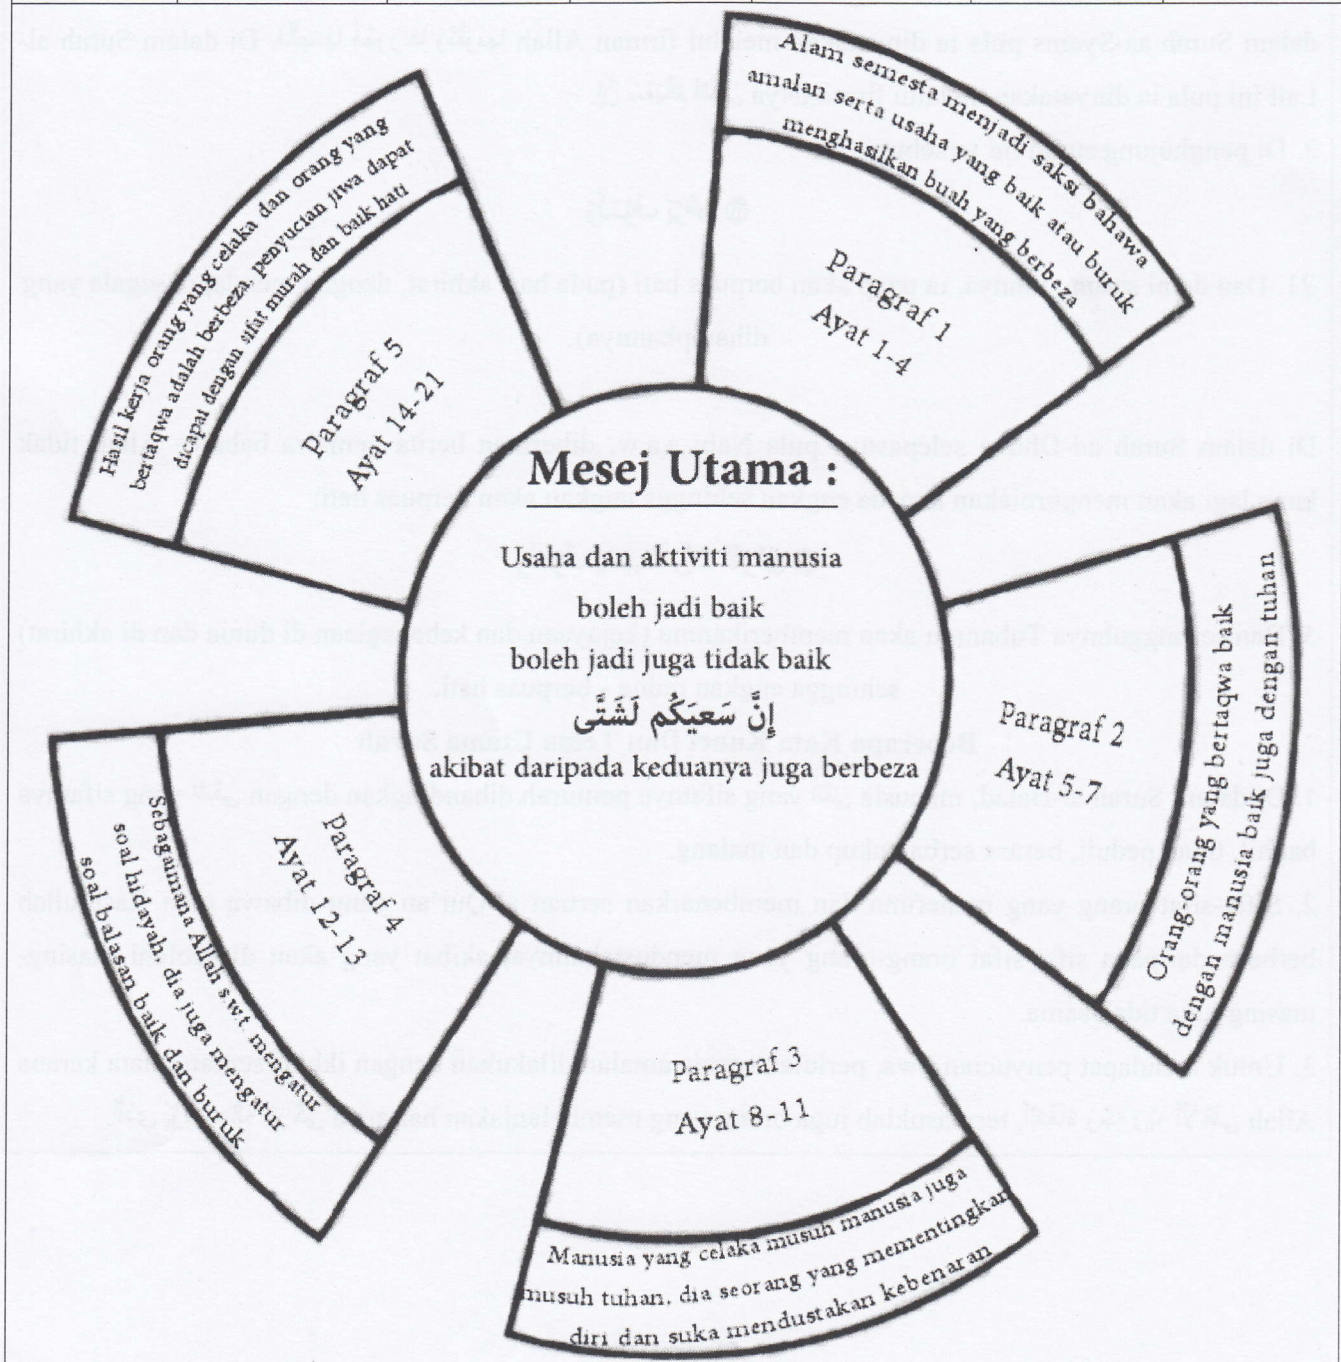 Mesej Utama :
Usaha dan aktiviti manusia
boleh jadi baik
boleh jadi juga tidak baik
إِنَّ سَعيَكُم لَشَتَّى
akibat daripada keduanya juga berbeza
Alam semesta menjadi saksi bahawa
amalan serta usaha yang baik atau buruk
menghasilkan buah yang berbeza
Paragraf 1
Ayat 1-4
Paragraf 2
Ayat 5-7
Orang-orang yang bertaqwa baik
dengan manusia baik juga dengan tuhan
Paragraf 3
Ayat 8-11
Manusia yang celaka musuh manusia juga
musuh tuhan. dia seorang yang mementingkan
diri dan suka mendustakan kebenaran
Paragraf 4
Ayat 12-13
Sebagaimana Allah s.w.t. mengatur
soal hidayah, dia juga mengatur
soal balasan baik dan buruk
Hasil kerja orang yang celaka dan orang yang
bertaqwa adalah berbeza, penyucian jiwa dapat
dicapai dengan sifat murah dan baik hati
Paragraf 5
Ayat 14-21